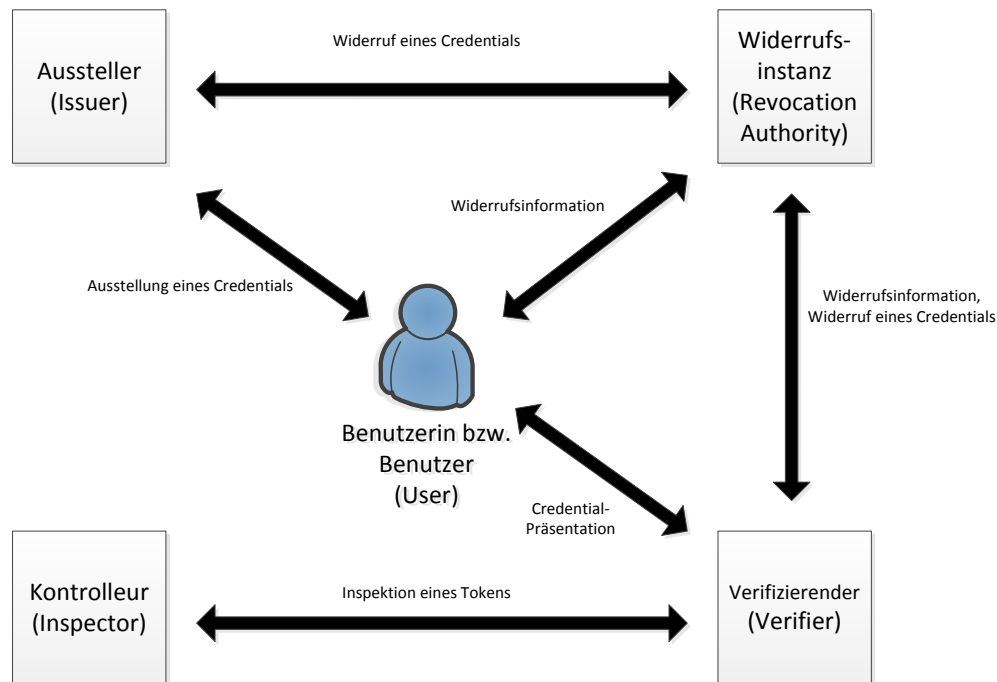 Widerruf eines Credentials
Aussteller
(Issuer)
Widerrufs-
instanz
(Revocation
Authority)
Widerrufsinformation
Ausstellung eines Credentials
Widerrufsinformation,
Widerruf eines Credentials
Benutzerin bzw.
Benutzer
(User)
Credential-
Präsentation
Kontrolleur
(Inspector)
Inspektion eines Tokens
Verifizierender
(Verifier)